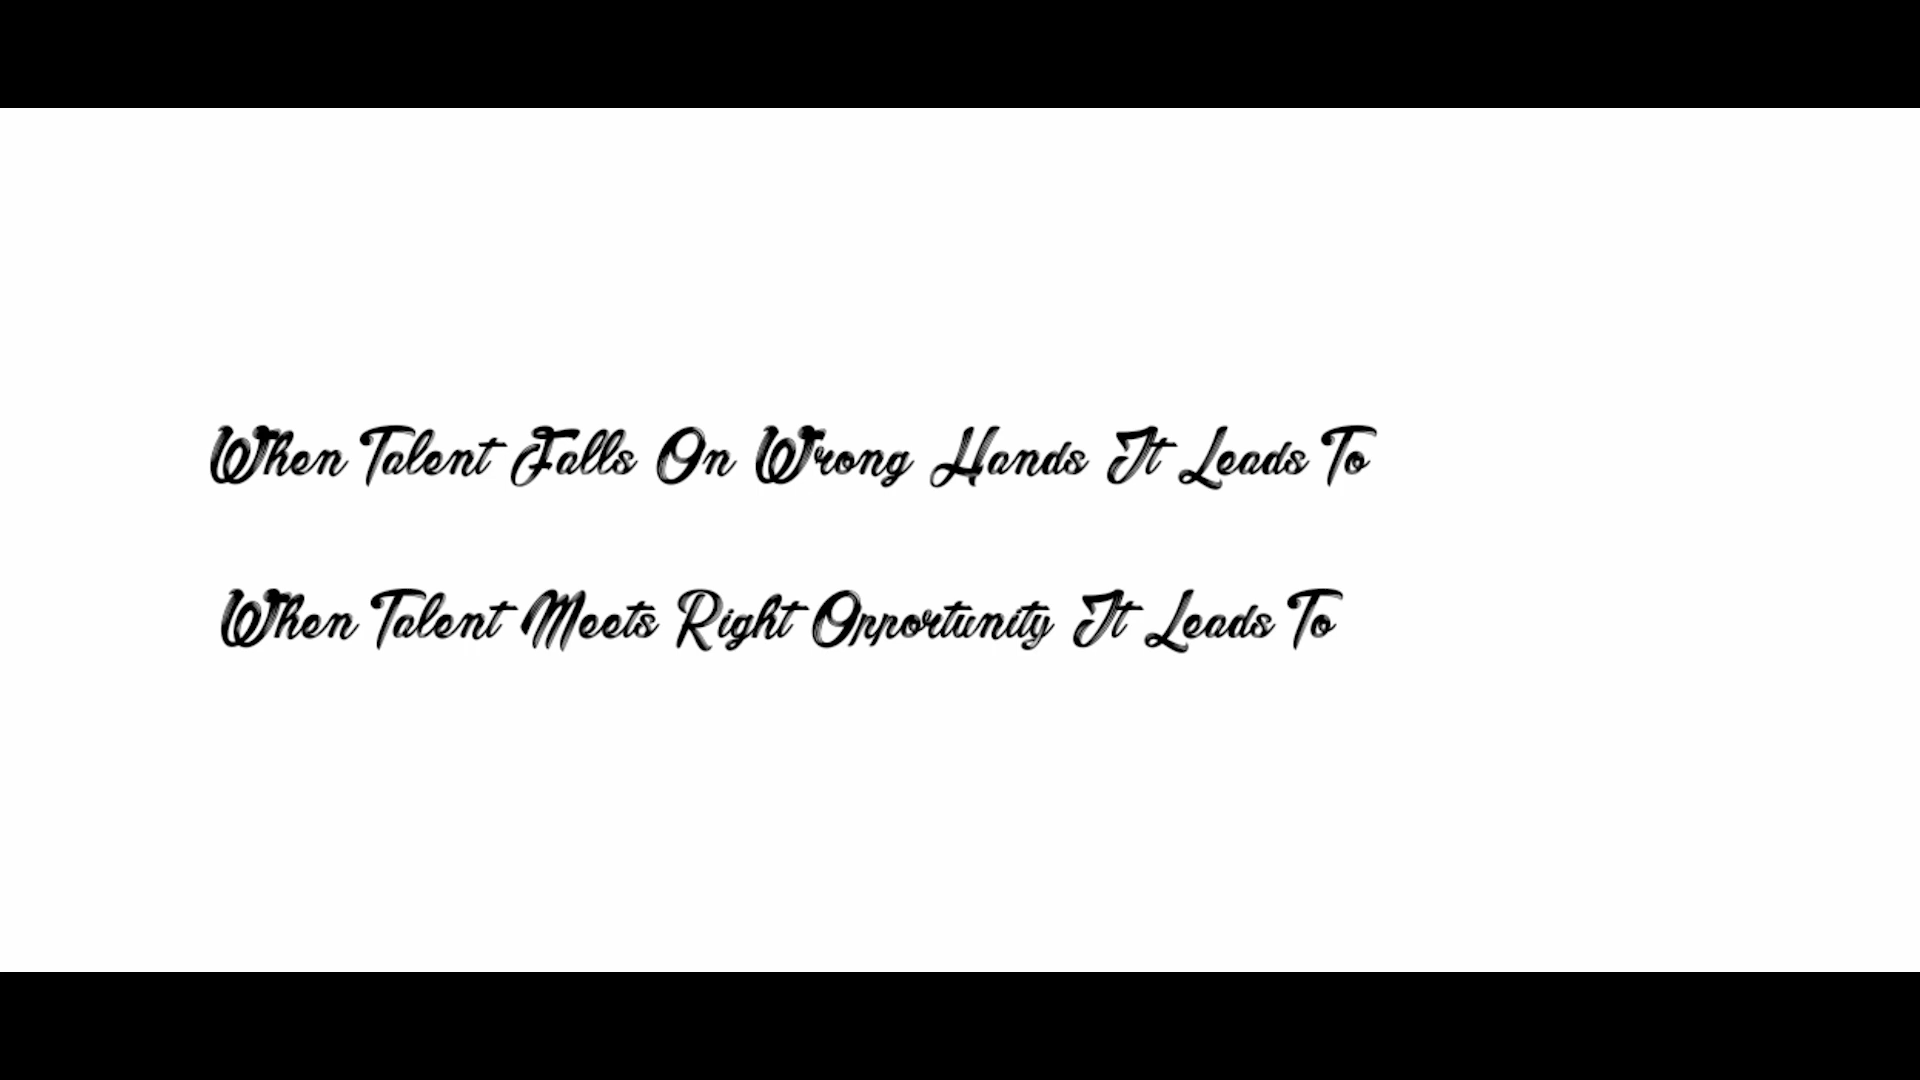 When Talent Falls On Wrong Hands It Leads To
When Talent Meets Right Opportunity It Leads To